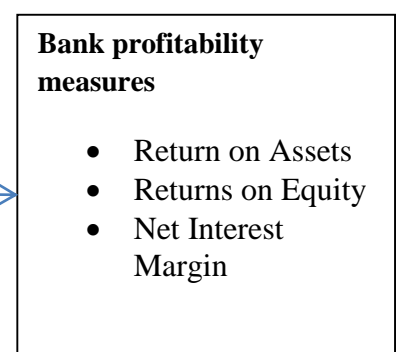 Bank profitability
measures
• Return on Assets
• Returns on Equity
• Net Interest
Margin